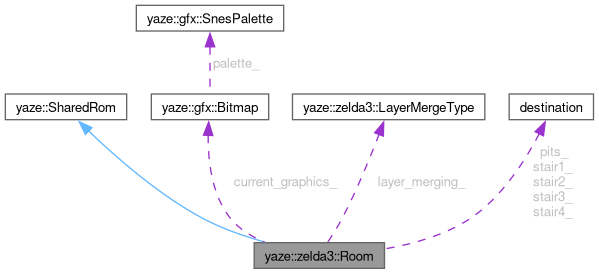 yaze::gfx::SnesPalette
palette_
yaze::SharedRom
yaze::gfx::Bitmap
yaze::zelda3::LayerMergeType
destination
current_graphics_
layer_merging_
pits_
stair1_
stair2_
stair3_
stair4_
yaze::zelda3::Room